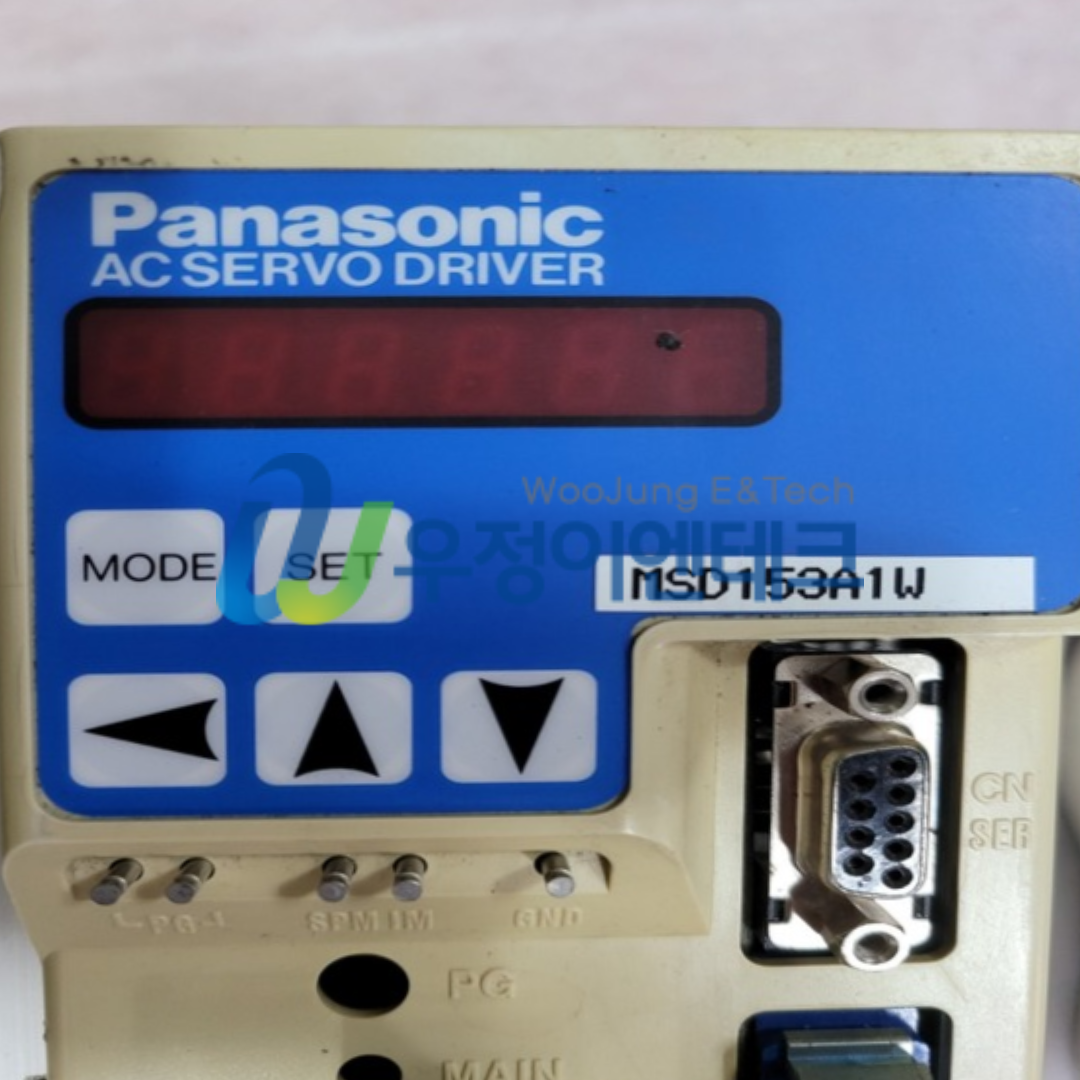 Panasonic
AC SERVO DRIVER
WooJung E&Tech
MODE
SET
우정이엔테크
MSD153A1W
CN
SER
PG
SPM IM
GND
PG
MAIN